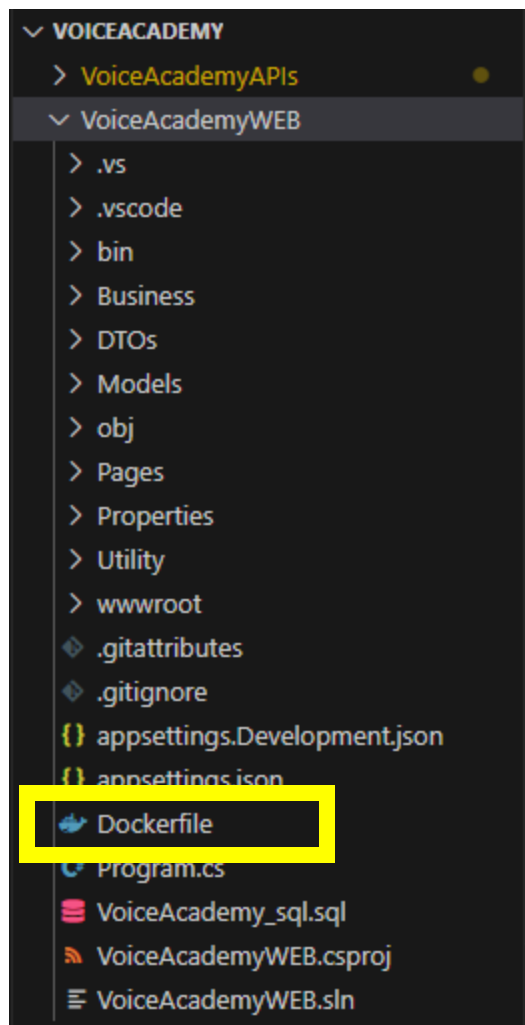 VOICEACADEMY
VoiceAcademyAPIs
VoiceAcademyWEB
.vs
.vscode
bin
Business
DTOs
Models
obj
Pages
Properties
Utility
wwwroot
.gitattributes
.gitignore
appsettings.Development.json
appsettings.json
Dockerfile
Program.cs
VoiceAcademy_sql.sql
VoiceAcademyWEB.csproj
VoiceAcademyWEB.sln